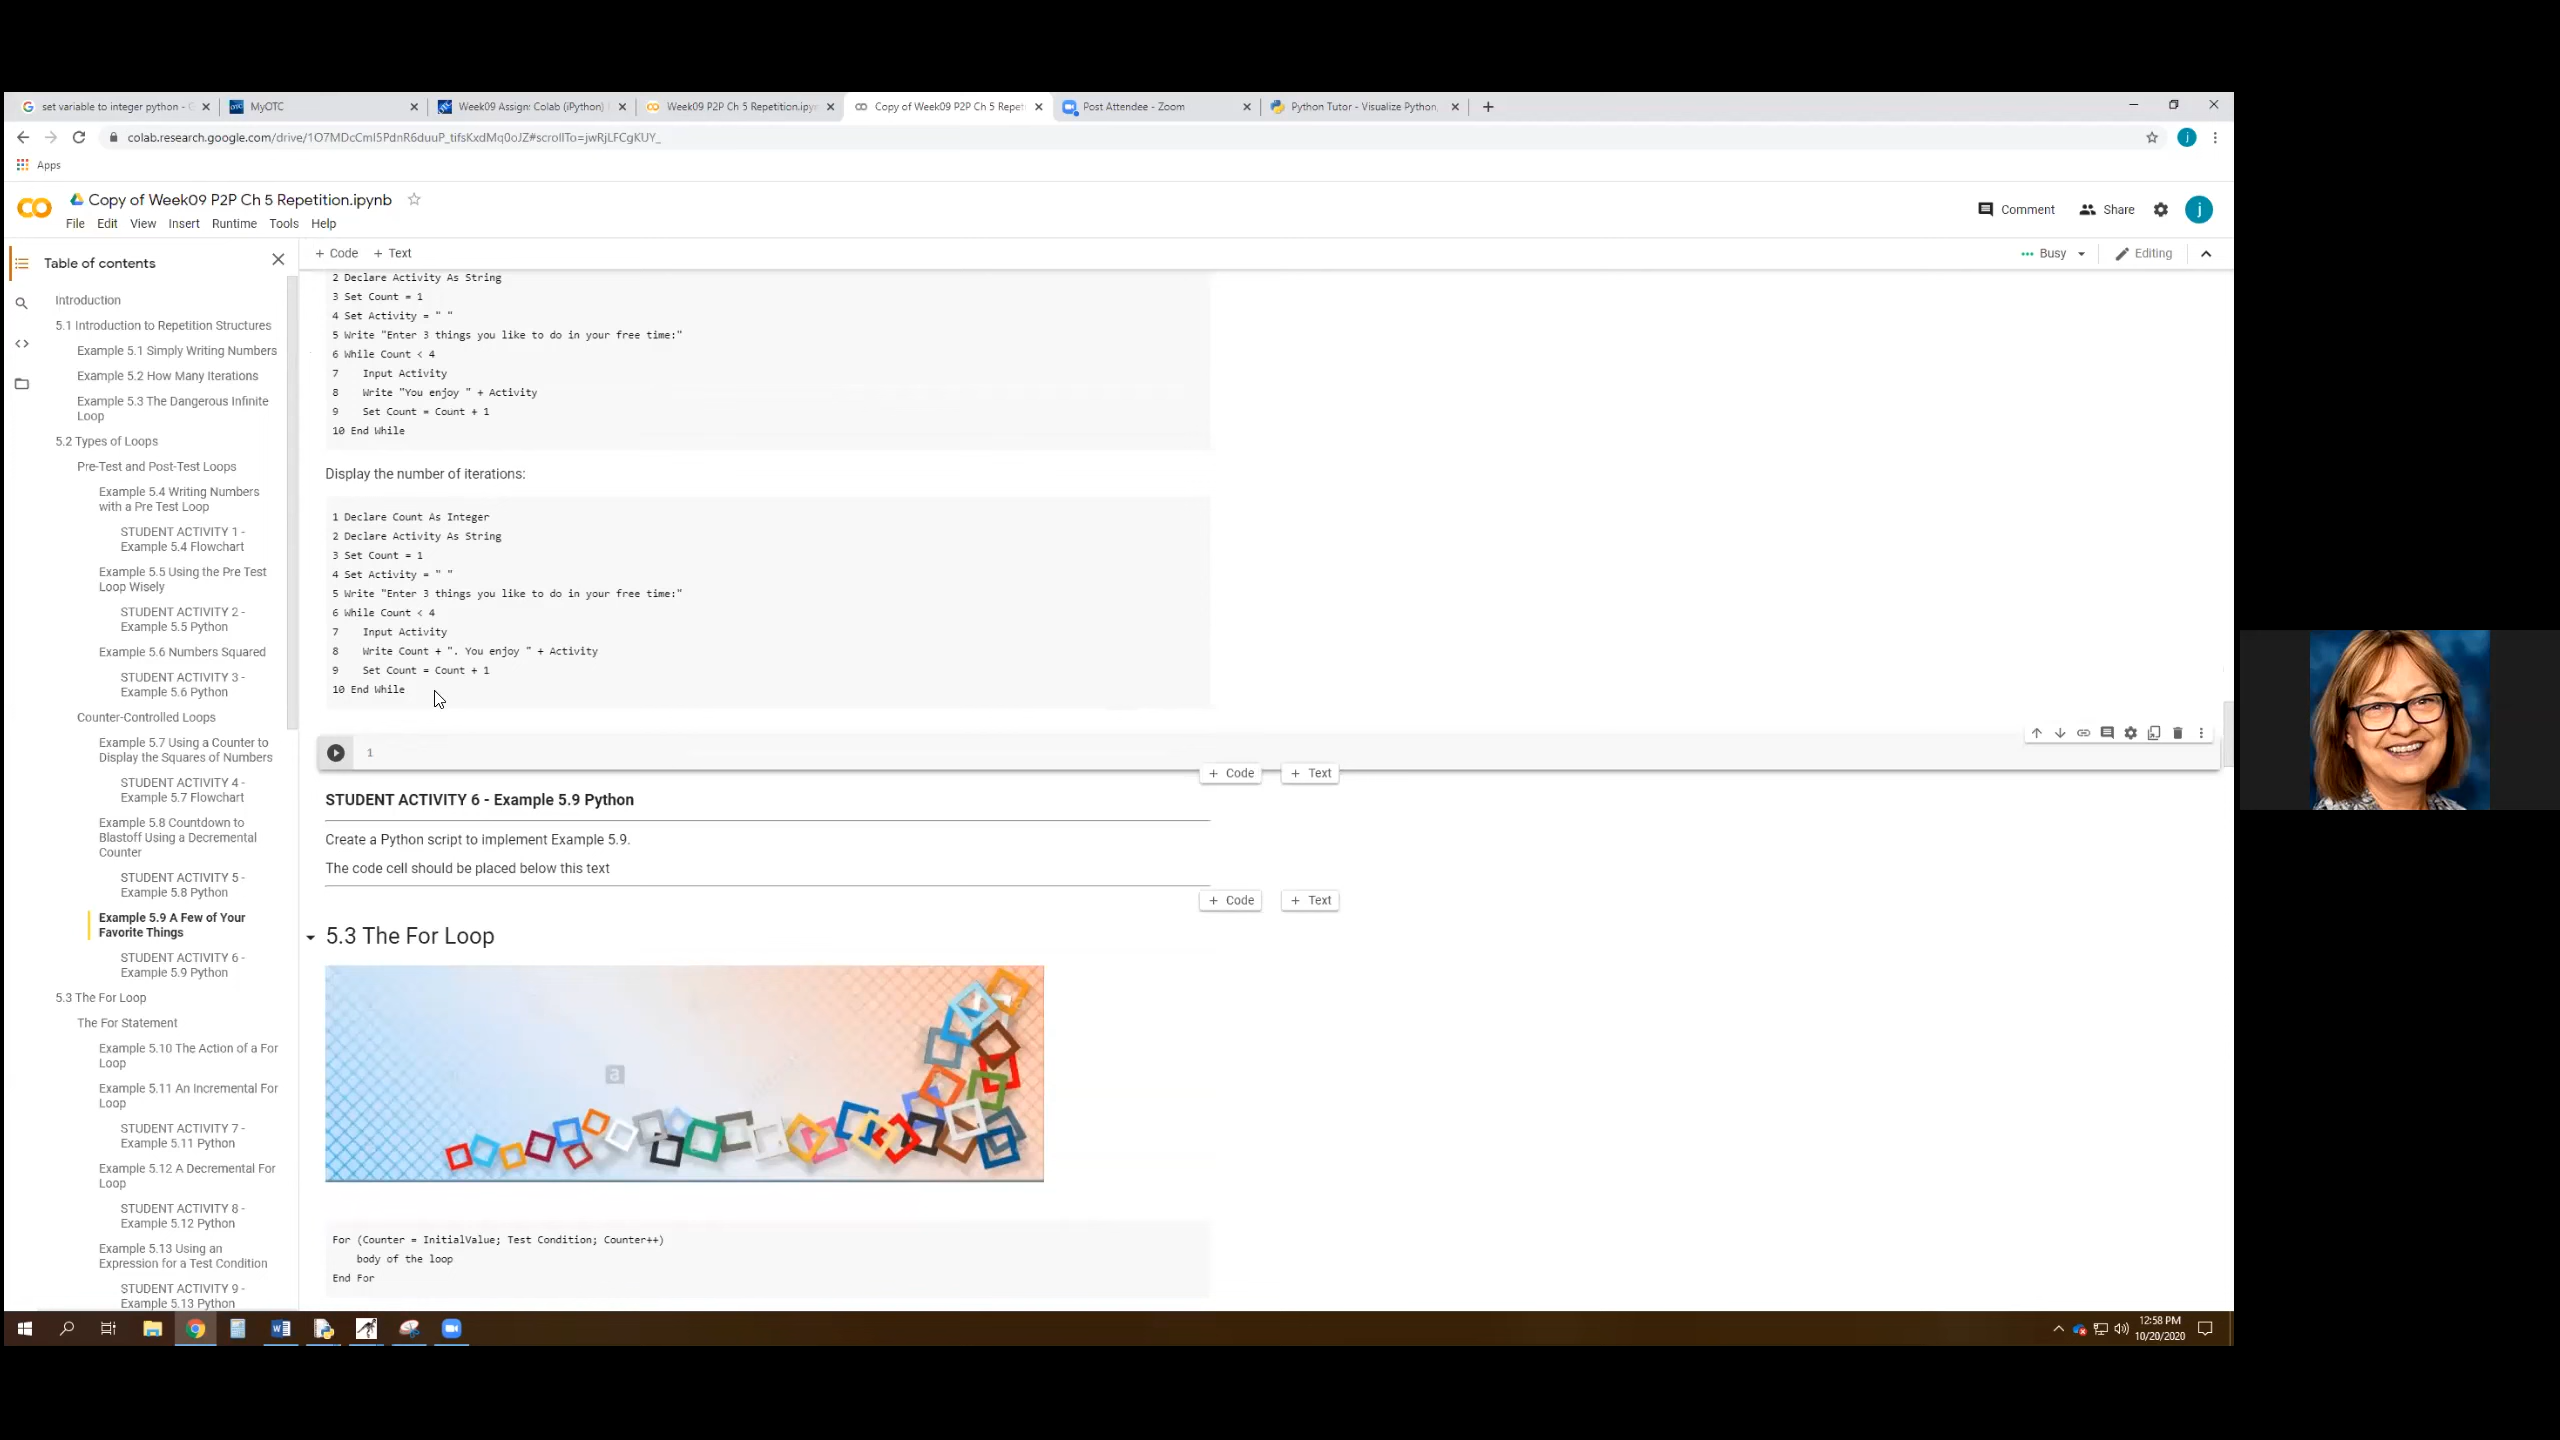 set variable to integer python - G
MyOTC
Week09 Assign: Colab (iPython)
Week09 P2P Ch 5 Repetition.ipyn
Copy of Week09 P2P Ch 5 Repet
Post Attendee - Zoom
Python Tutor - Visualize Python,
colab.research.google.com/drive/1O7MDcCmI5PdnR6duuP_tifsKxdMq0oJZ#scrollTo=jwRjLFCgKUY_
j
Apps
CO
Copy of Week09 P2P Ch 5 Repetition.ipynb
File Edit View Insert Runtime Tools Help
Comment
Share
j
Table of contents
+ Code + Text
Busy
Editing
Introduction
5.1 Introduction to Repetition Structures
Example 5.1 Simply Writing Numbers
Example 5.2 How Many Iterations
Example 5.3 The Dangerous Infinite
Loop
5.2 Types of Loops
Pre-Test and Post-Test Loops
Example 5.4 Writing Numbers
with a Pre Test Loop
STUDENT ACTIVITY 1 -
Example 5.4 Flowchart
Example 5.5 Using the Pre Test
Loop Wisely
STUDENT ACTIVITY 2 -
Example 5.5 Python
Example 5.6 Numbers Squared
STUDENT ACTIVITY 3 -
Example 5.6 Python
Counter-Controlled Loops
Example 5.7 Using a Counter to
Display the Squares of Numbers
STUDENT ACTIVITY 4 -
Example 5.7 Flowchart
Example 5.8 Countdown to
Blastoff Using a Decremental
Counter
STUDENT ACTIVITY 5 -
Example 5.8 Python
Example 5.9 A Few of Your
Favorite Things
STUDENT ACTIVITY 6 -
Example 5.9 Python
5.3 The For Loop
The For Statement
Example 5.10 The Action of a For
Loop
Example 5.11 An Incremental For
Loop
STUDENT ACTIVITY 7 -
Example 5.11 Python
Example 5.12 A Decremental For
Loop
STUDENT ACTIVITY 8 -
Example 5.12 Python
Example 5.13 Using an
Expression for a Test Condition
STUDENT ACTIVITY 9 -
Example 5.13 Python
2 Declare Activity As String
3 Set Count = 1
4 Set Activity = " "
5 Write "Enter 3 things you like to do in your free time:"
6 While Count < 4
7 Input Activity
8 Write "You enjoy " + Activity
9 Set Count = Count + 1
10 End While
Display the number of iterations:
1 Declare Count As Integer
2 Declare Activity As String
3 Set Count = 1
4 Set Activity = " "
5 Write "Enter 3 things you like to do in your free time:"
6 While Count < 4
7 Input Activity
8 Write Count + ". You enjoy " + Activity
9 Set Count = Count + 1
10 End While
1
+ Code + Text
STUDENT ACTIVITY 6 - Example 5.9 Python
Create a Python script to implement Example 5.9.
The code cell should be placed below this text
+ Code + Text
5.3 The For Loop
a
For (Counter = InitialValue; Test Condition; Counter++)
body of the loop
End For
12:58 PM
10/20/2020